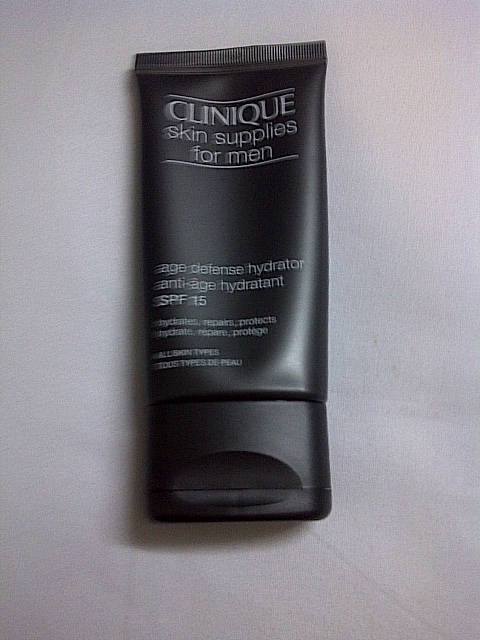 CLINIQUE
skin supplies
for men
age defense hydrator
anti-âge hydratant
SPF 15
hydrates, repairs, protects
hydrate, répare, protège
ALL SKIN TYPES
TOUS TYPES DE PEAU